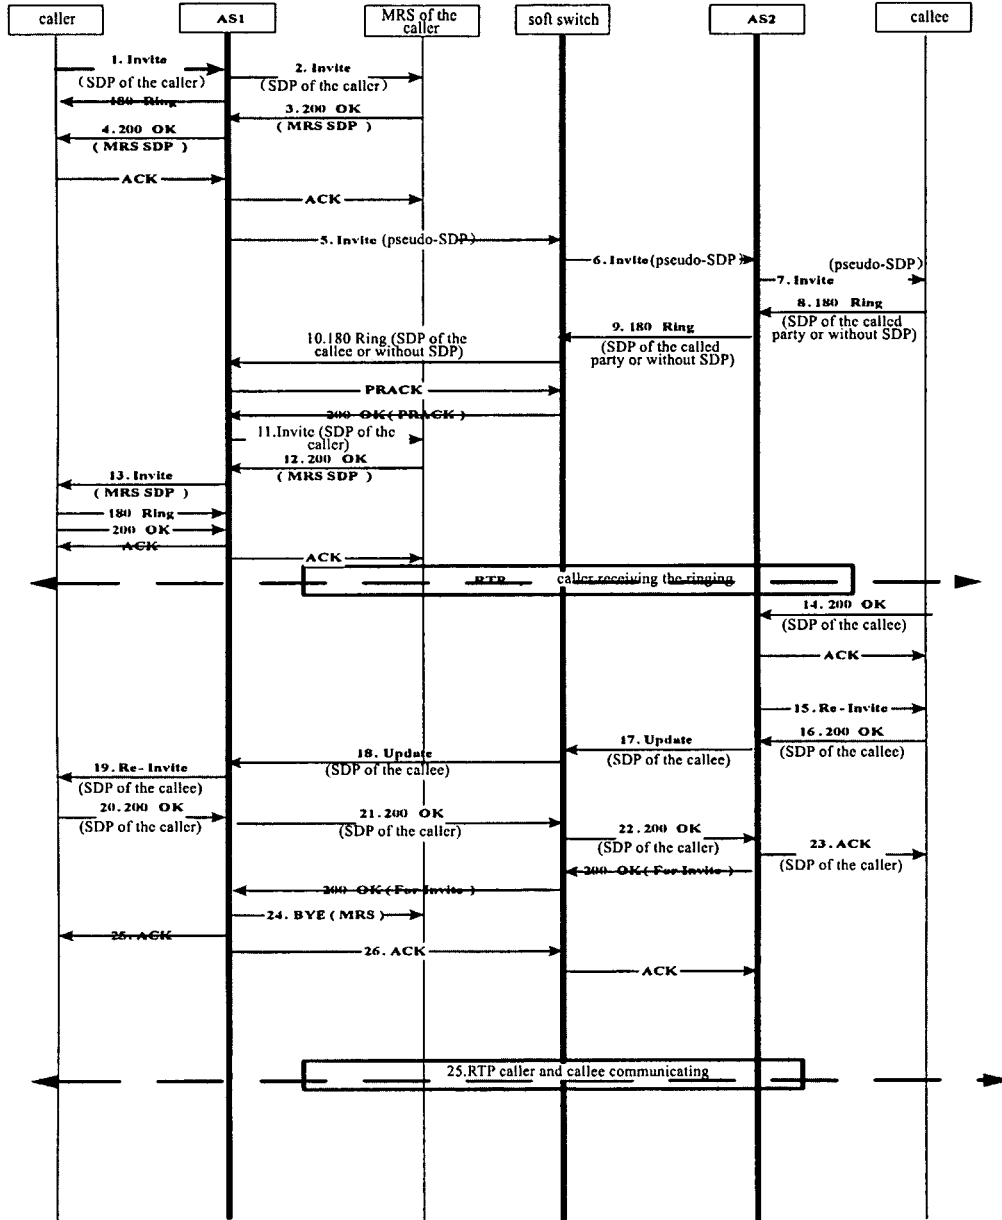 caller
AS1
MRS of the
caller
soft switch
AS2
callee
1. Invite
(SDP of the caller)
2. Invite
(SDP of the caller)
180 Ring
3.200 OK
(MRS SDP )
4.200 OK
(MRS SDP )
ACK
ACK
5. Invite (pseudo-SDP)
6. Invite (pseudo-SDP)
(pseudo-SDP)
7. Invite
8.180 Ring
(SDP of the called
party or without SDP)
9. 180 Ring
(SDP of the called
party or without SDP)
10.180 Ring (SDP of the
callee or without SDP)
PRACK
200 OK( PRACK )
11.Invite (SDP of the
caller)
12.200 OK
(MRS SDP )
13. Invite
(MRS SDP )
180 Ring
200 OK
ACK
ACK
RTP caller receiving the ringing
14.200 OK
(SDP of the callee)
ACK
15.Re-Invite
16.200 OK
(SDP of the callee)
17. Update
(SDP of the callee)
18. Update
(SDP of the callee)
19. Re-Invite
(SDP of the callee)
20.200 OK
(SDP of the caller)
21.200 OK
(SDP of the caller)
22.200 OK
(SDP of the caller)
23.ACK
(SDP of the caller)
200 OK( For Invite )
200 OK( For Invite )
24. BYE ( MRS )
25. ACK
26. ACK
ACK
25.RTP caller and callee communicating